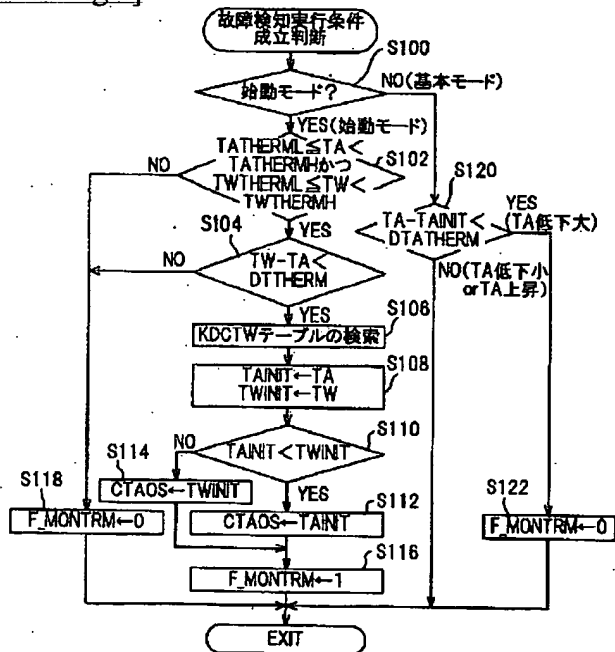 故障検知実行条件
成立判断
S100
始動モード?
NO(基本モード)
YES(始動モード)
TATHERML≦TA<
TATHERMHかつ
TWTHERML≦TW<
TWTHERMH
S102
NO
YES
S120
TA-TAINIT<
DTATHERM
YES
(TA低下大)
NO(TA低下小
orTA上昇)
S104
TW-TA<
DTTHERM
NO
YES
S106
KDCTWテーブルの検索
S108
TAINIT←TA
TWINIT←TW
S110
TAINIT<TWINIT
NO
YES
S114
CTAOS←TWINIT
S112
CTAOS←TAINIT
S118
F_MONTRM←0
S122
F_MONTRM←0
S116
F_MONTRM←1
EXIT